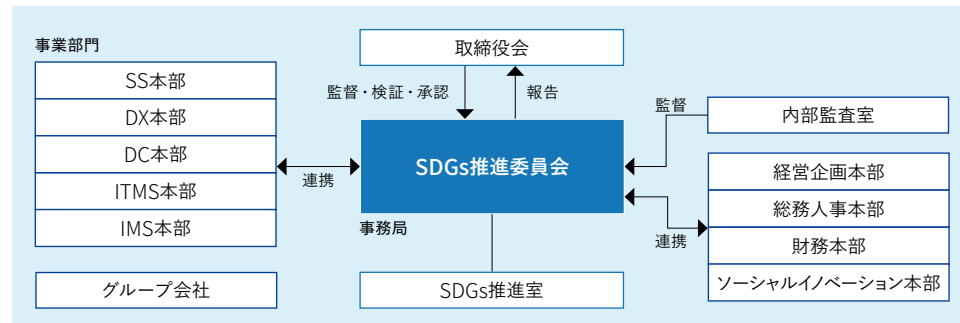 事業部門
SS本部
DX本部
DC本部
ITMS本部
IMS本部
グループ会社
取締役会
監督・検証・承認
報告
連携
SDGs推進委員会
事務局
SDGs推進室
監督
内部監査室
連携
経営企画本部
総務人事本部
財務本部
ソーシャルイノベーション本部